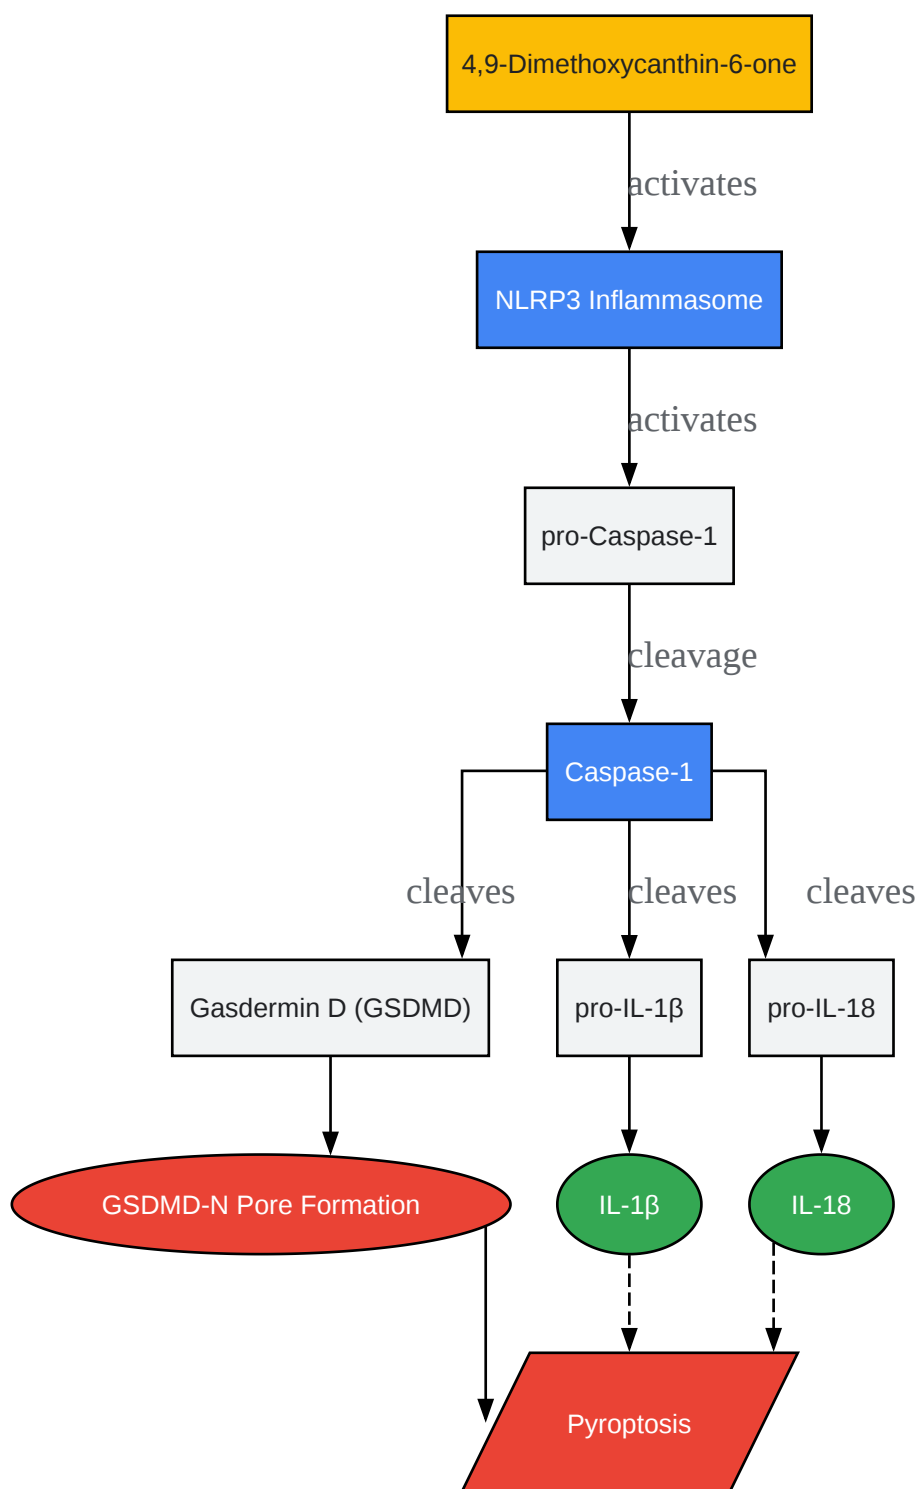 4,9-Dimethoxycanthin-6-one
activates
NLRP3 Inflammasome
activates
pro-Caspase-1
cleavage
Caspase-1
cleaves
cleaves
cleaves
Gasdermin D (GSDMD)
pro-IL-1β
pro-IL-18
GSDMD-N Pore Formation
IL-1β
IL-18
Pyroptosis